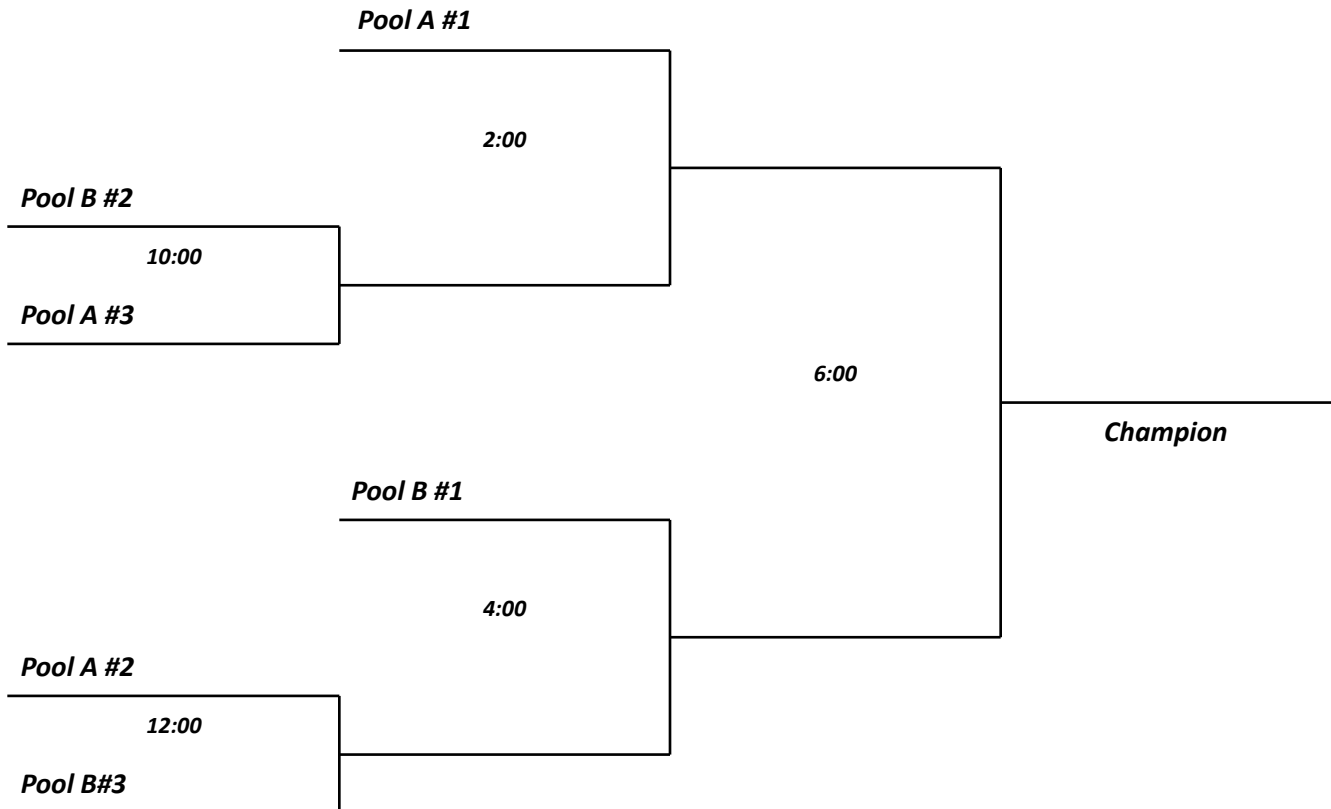 Pool A #1
2:00
Pool B #2
10:00
Pool A #3
6:00
Champion
Pool B #1
4:00
Pool A #2
12:00
Pool B#3